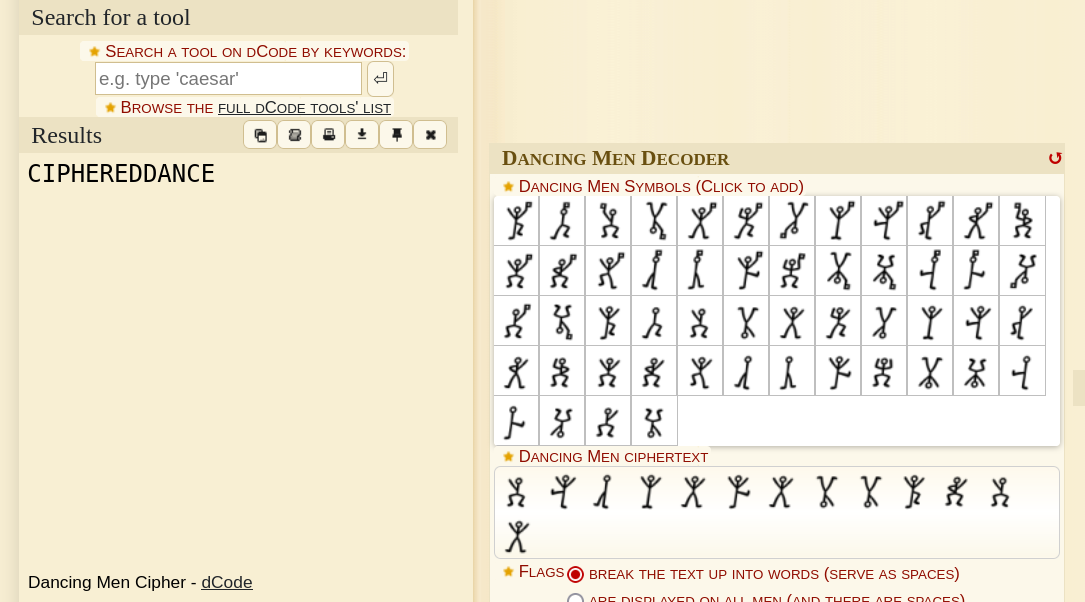 Search for a tool
Search a tool on dCode by keywords:
e.g. type 'caesar'
Browse the full dCode tools' list
Results
CIPHEREDDANCE
Dancing Men Cipher - dCode
Dancing Men Decoder
Dancing Men Symbols (Click to add)
Dancing Men ciphertext
Flags
break the text up into words (serve as spaces)
are displayed on all men (and there are spaces)